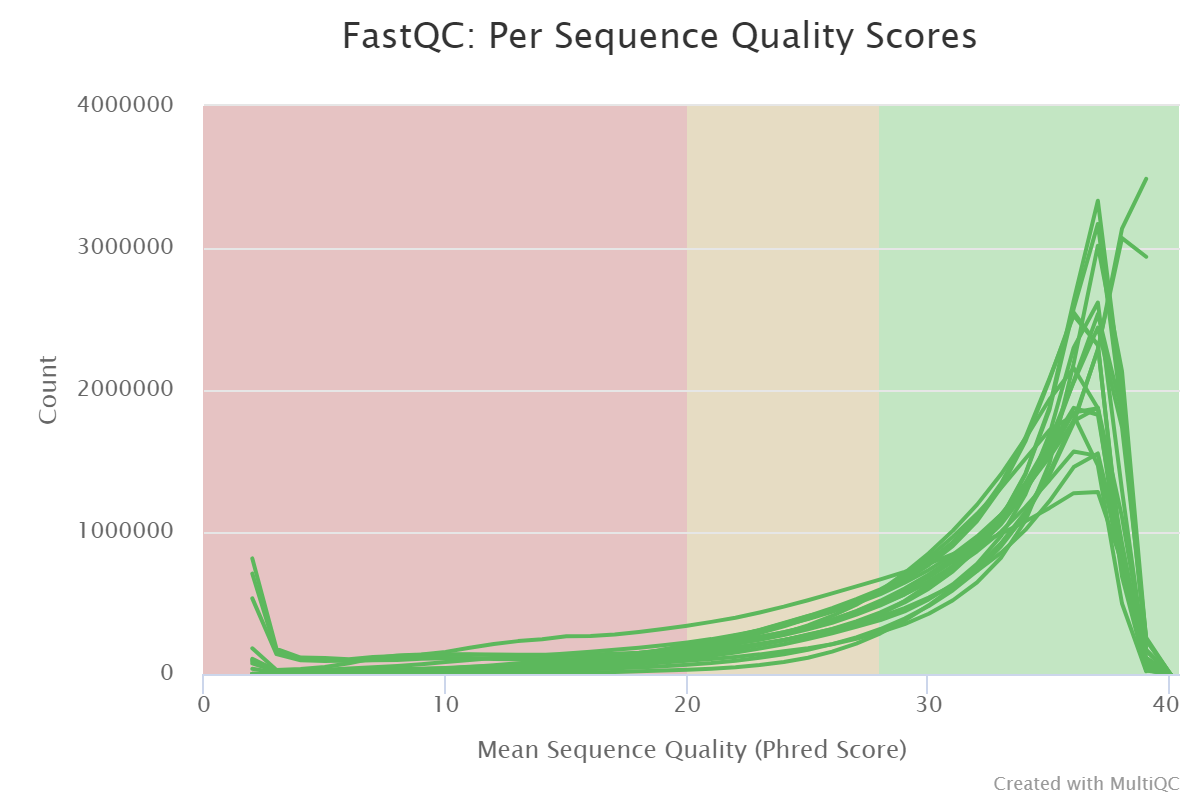 FastQC: Per Sequence Quality Scores
4000000
3000000
2000000
1000000
0
Count
0 10 20 30 40
Mean Sequence Quality (Phred Score)
Created with MultiQC